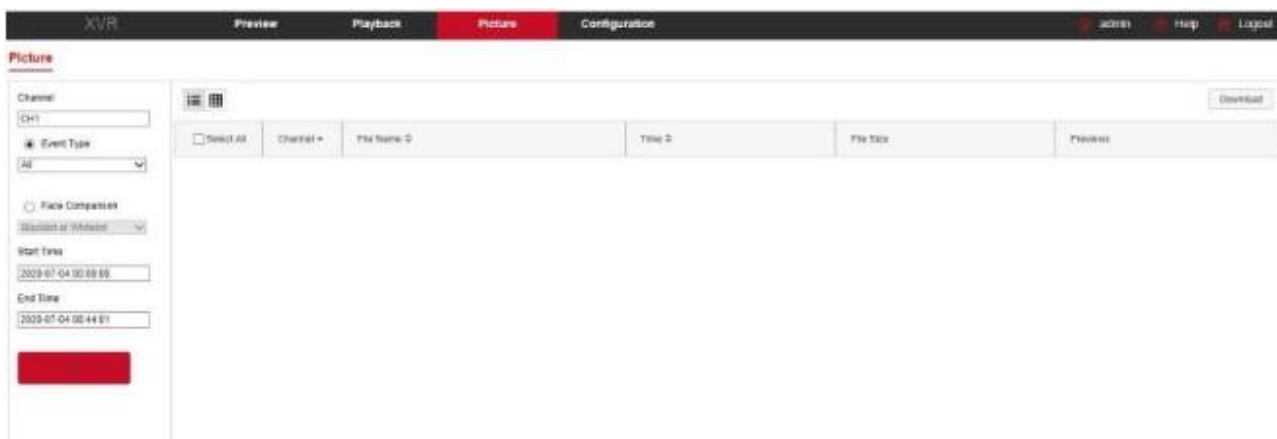 XVR Preview Playback Picture Configuration admin Help Logout
Picture
Channel
CH1
Event Type
All
Face Comparison
Start Time
End Time
Download
Select All Channel File Name Time File Size Previews